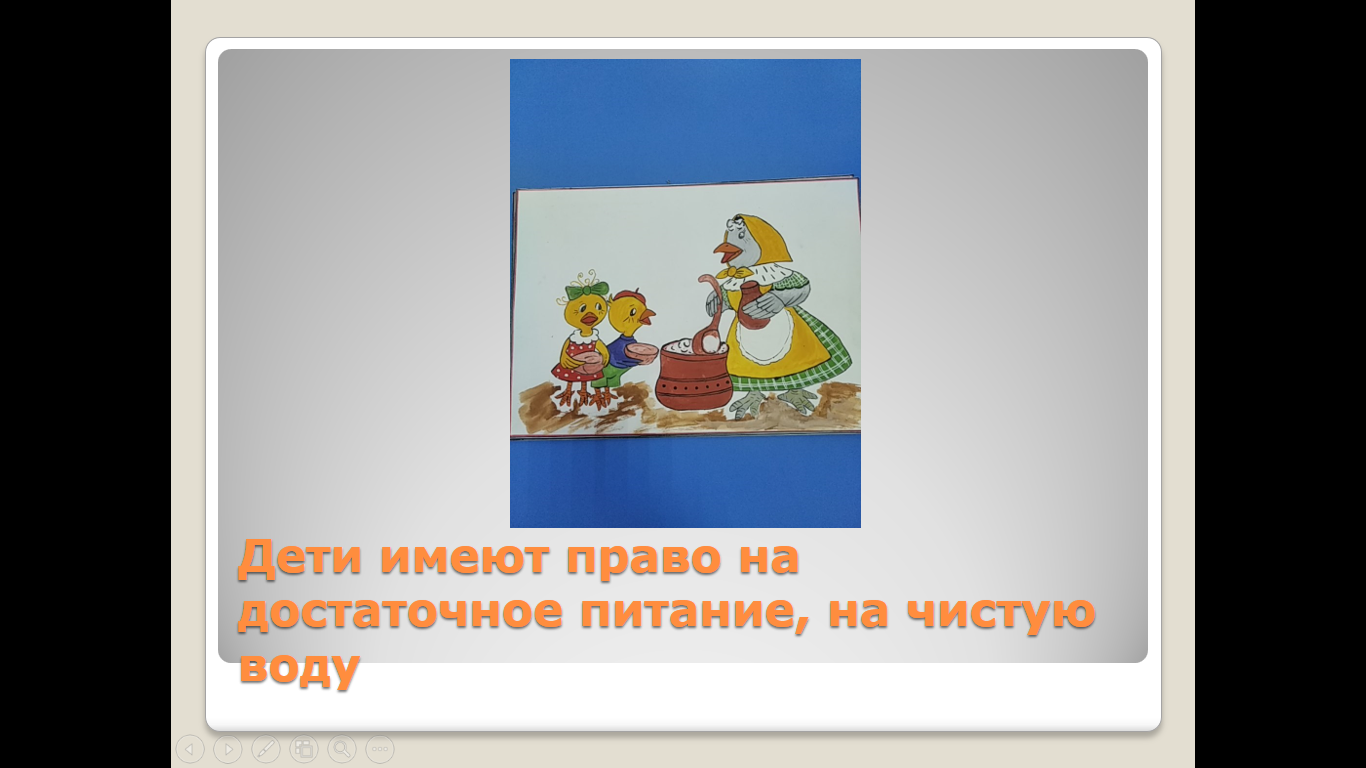 Дети имеют право на
достаточное питание, на чистую
воду